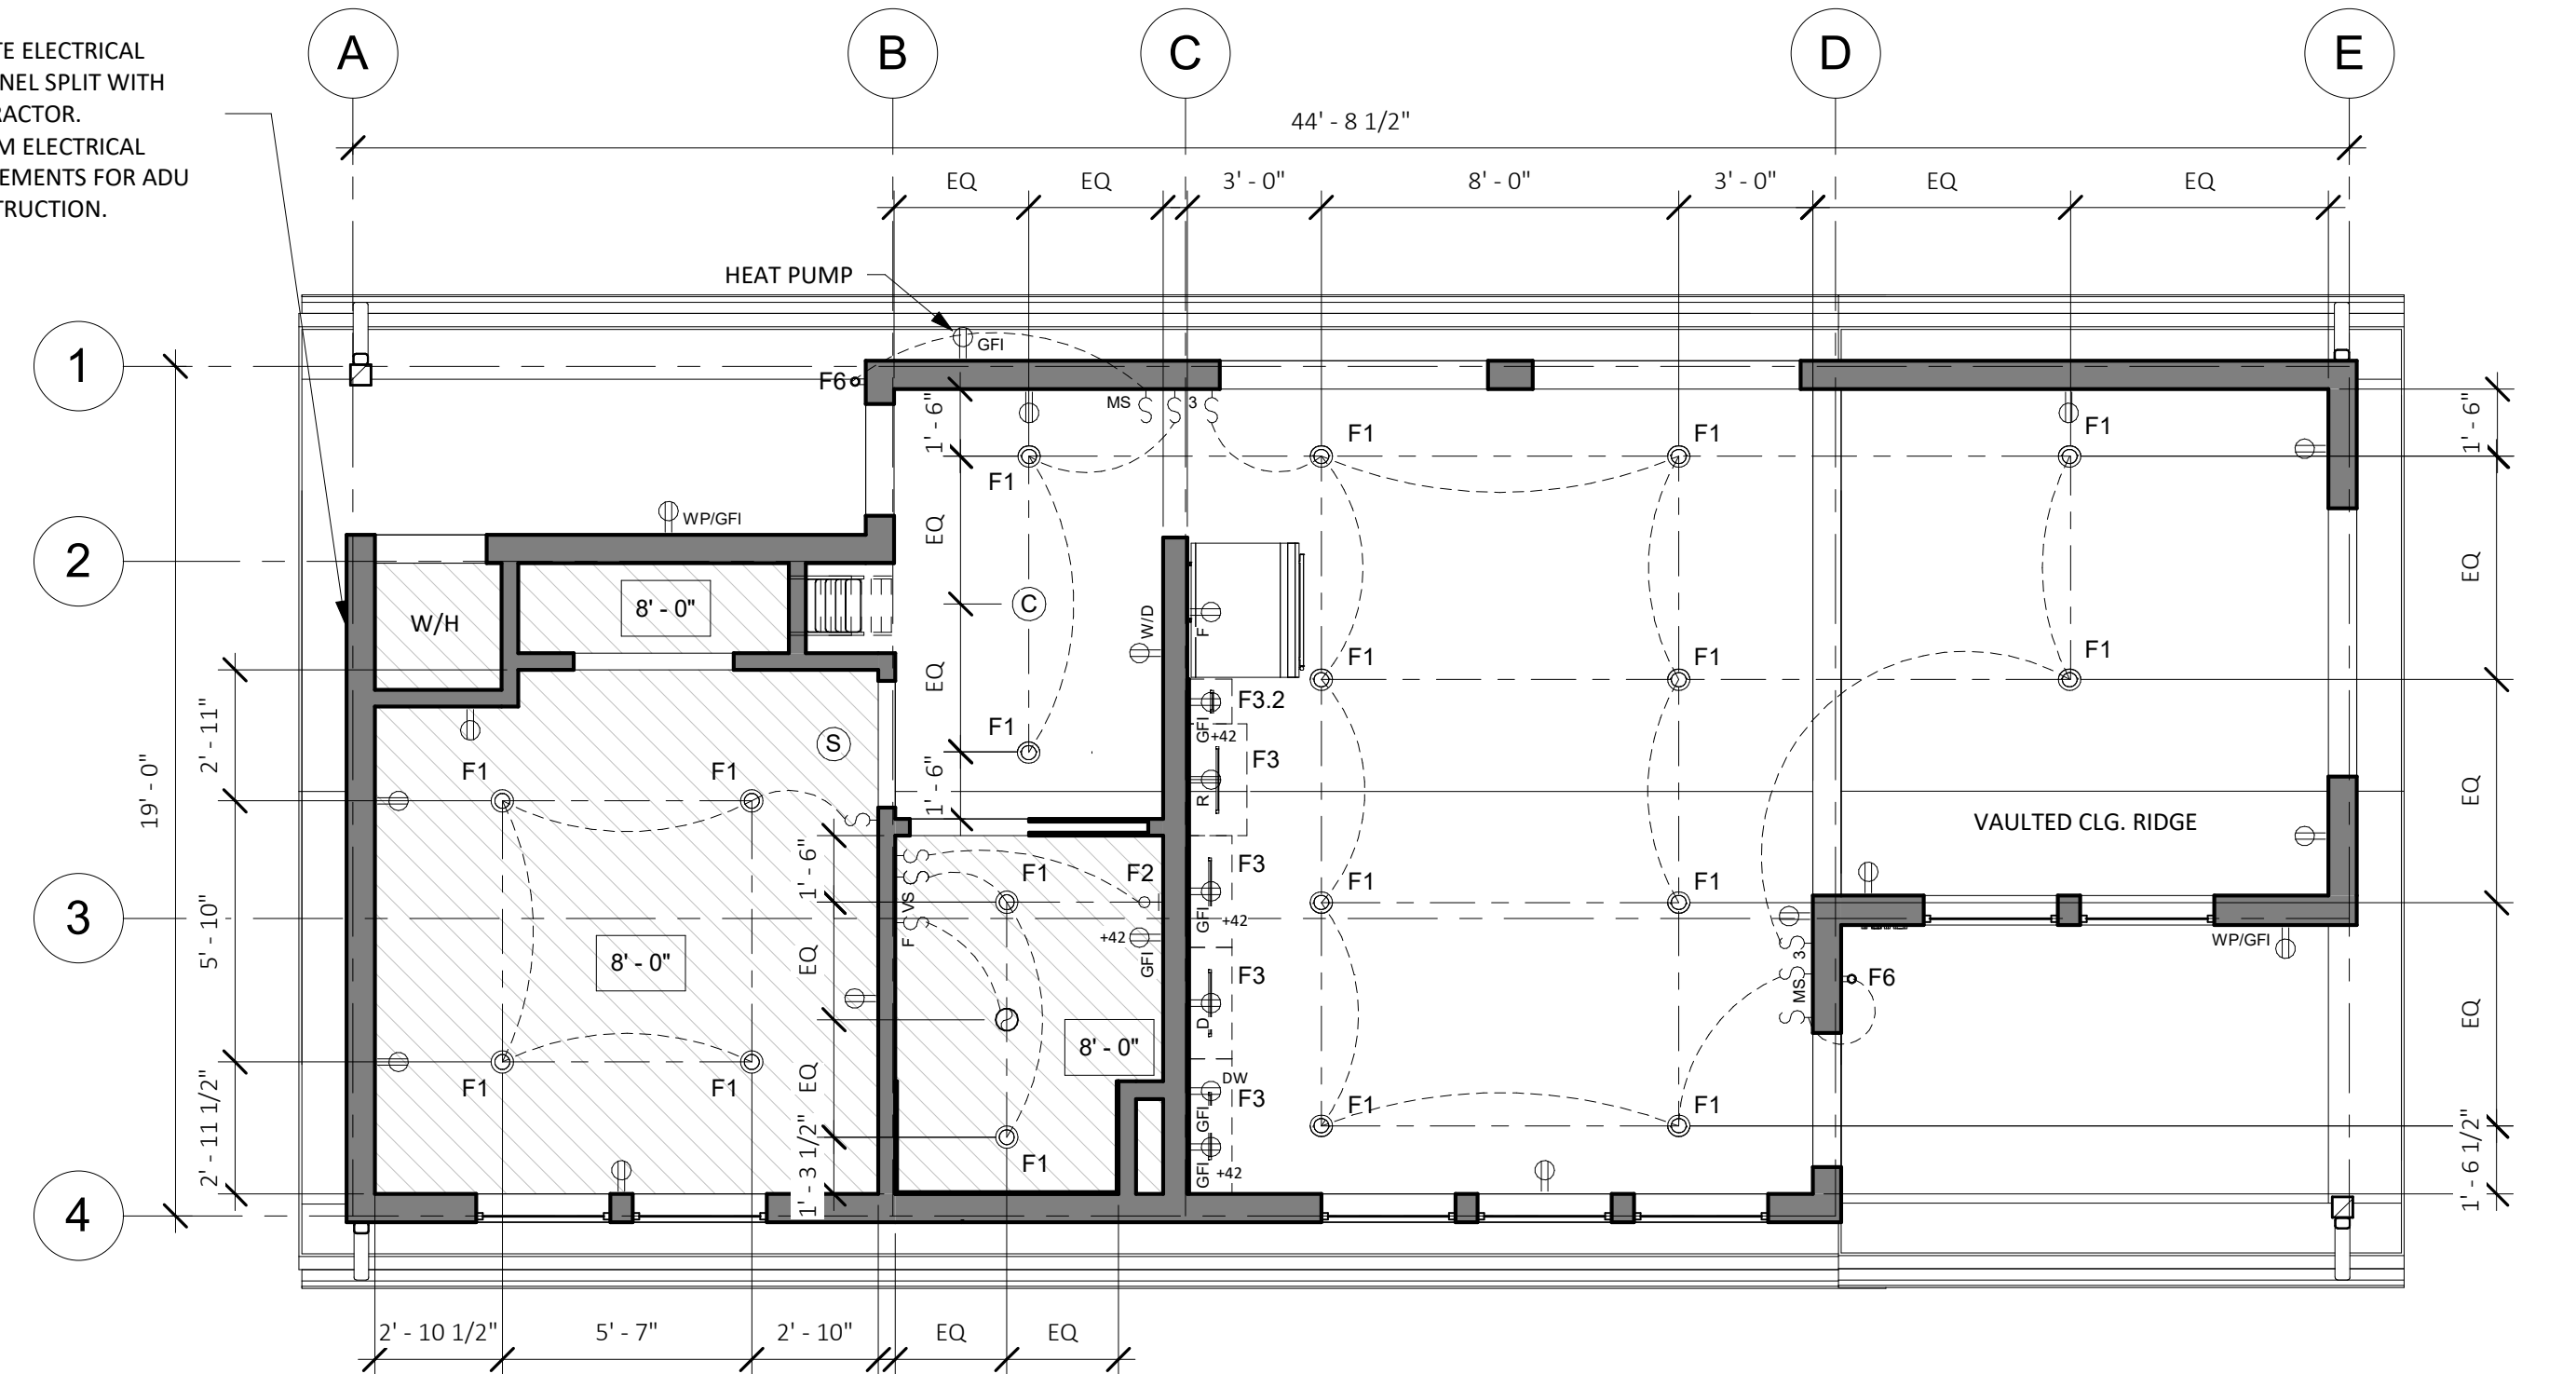 A
B
C
D
E
TE ELECTRICAL
NEL SPLIT WITH
RACTOR.
M ELECTRICAL
EMENTS FOR ADU
TRUCTION.
44' - 8 1/2"
EQ
EQ
3' - 0"
8' - 0"
3' - 0"
EQ
EQ
HEAT PUMP
GFI
1
F6
MS
3
1' - 6"
1' - 6"
F1
F1
F1
F1
WP/GFI
EQ
EQ
2
8' - 0"
W/H
C
W/D
F
EQ
F1
F1
F1
F3.2
GFI
+42
F1
2' - 11"
S
19' - 0"
F1
F1
F3
R
1' - 6"
EQ
VAULTED CLG. RIDGE
1' - 6"
F1
F2
F3
F1
F1
VS
GFI
+42
3
F
+42
GFI
WP/GFI
5' - 10"
8' - 0"
EQ
3
MS
F6
F3
D
EQ
8' - 0"
EQ
F1
F1
DW
F3
GFI
F1
F1
2' - 11 1/2"
1' - 3 1/2"
F1
GFI
+42
1' - 6 1/2"
4
2' - 10 1/2"
5' - 7"
2' - 10"
EQ
EQ